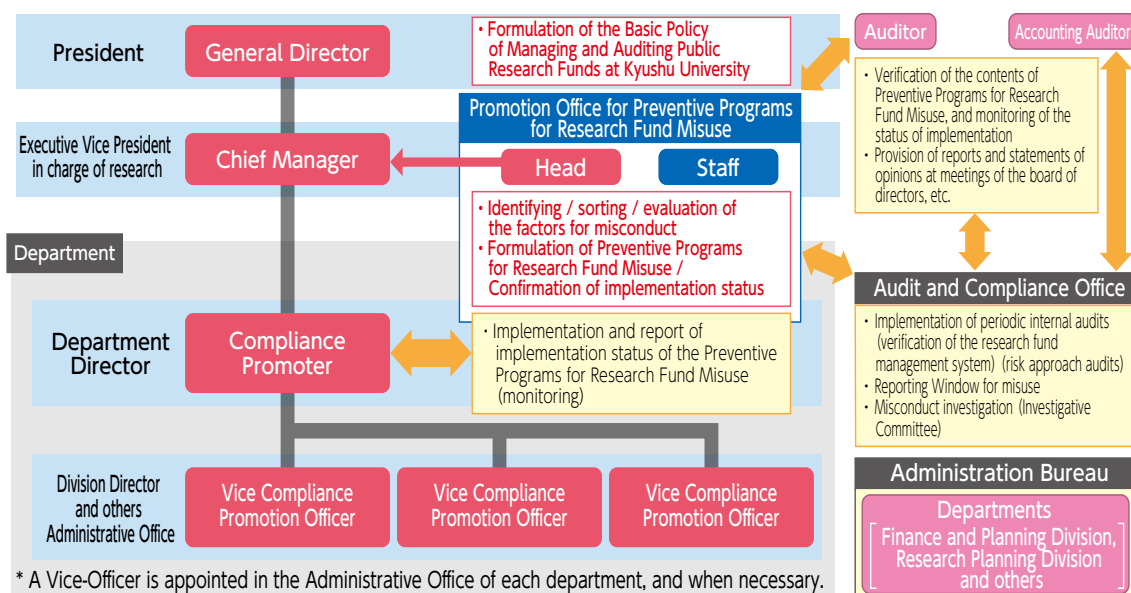 President
General Director
・Formulation of the Basic Policy
of Managing and Auditing Public
Research Funds at Kyushu University
Auditor
Accounting Auditor
・Verification of the contents of
Preventive Programs for Research
Fund Misuse, and monitoring of the
status of implementation
・Provision of reports and statements of
opinions at meetings of the board of
directors, etc.
Promotion Office for Preventive Programs
for Research Fund Misuse
Executive Vice President
in charge of research
Chief Manager
Head
Staff
・Identifying / sorting / evaluation of
the factors for misconduct
・Formulation of Preventive Programs
for Research Fund Misuse /
Confirmation of implementation status
Department
Department
Director
Compliance
Promoter
・Implementation and report of
implementation status of the Preventive
Programs for Research Fund Misuse
(monitoring)
Audit and Compliance Office
・Implementation of periodic internal audits
(verification of the research fund
management system) (risk approach audits)
・Reporting Window for misuse
・Misconduct investigation (Investigative
Committee)
Division Director
and others
Administrative Office
Vice Compliance
Promotion Officer
Vice Compliance
Promotion Officer
Vice Compliance
Promotion Officer
Administration Bureau
Departments
[Finance and Planning Division,
Research Planning Division
and others]
* A Vice-Officer is appointed in the Administrative Office of each department, and when necessary.